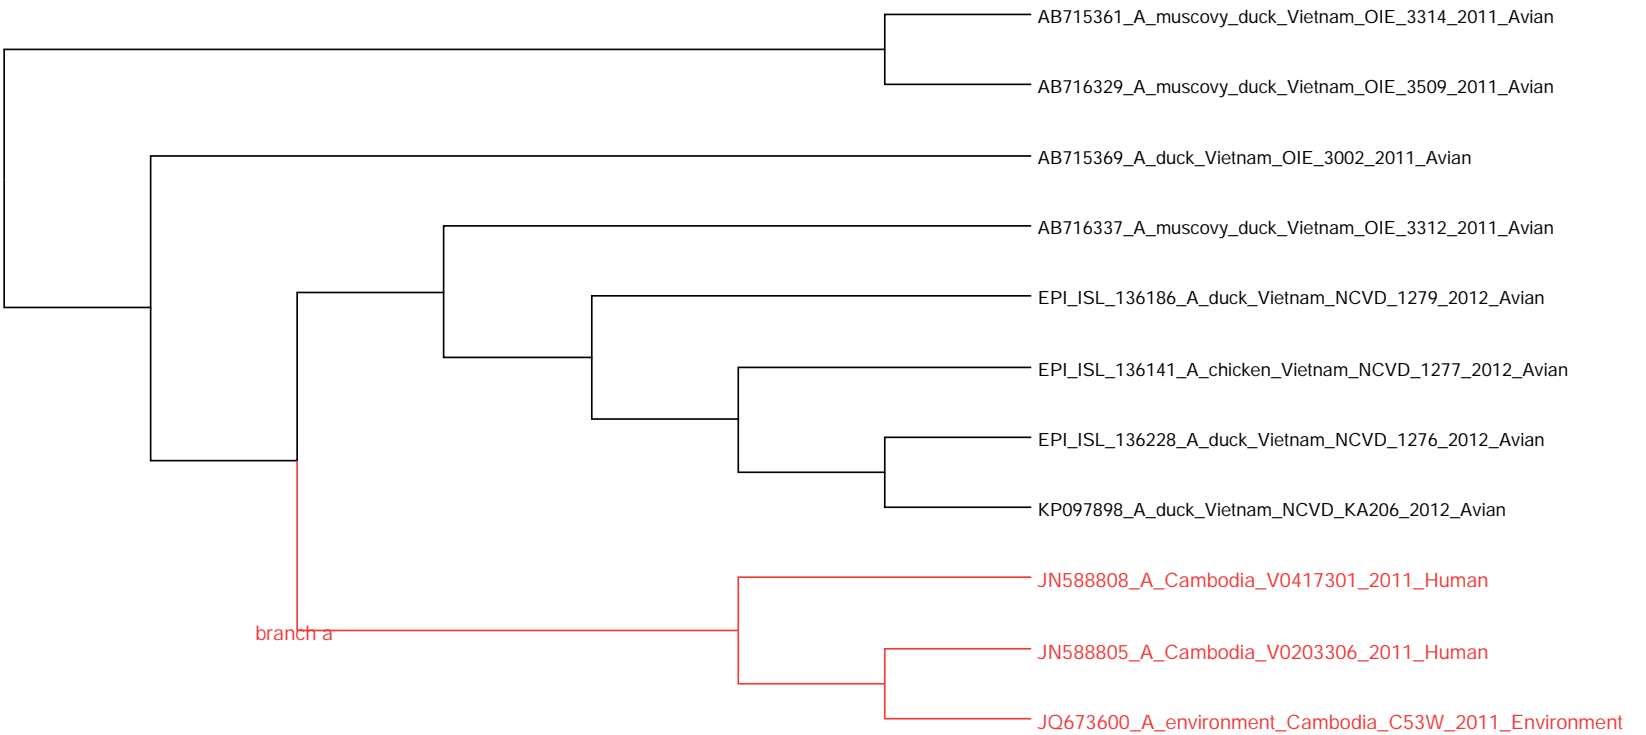 AB715361_A_muscovy_duck_Vietnam_OIE_3314_2011_Avian
AB716329_A_muscovy_duck_Vietnam_OIE_3509_2011_Avian
AB715369_A_duck_Vietnam_OIE_3002_2011_Avian
AB716337_A_muscovy_duck_Vietnam_OIE_3312_2011_Avian
EPI_ISL_136186_A_duck_Vietnam_NCVD_1279_2012_Avian
EPI_ISL_136141_A_chicken_Vietnam_NCVD_1277_2012_Avian
EPI_ISL_136228_A_duck_Vietnam_NCVD_1276_2012_Avian
KP097898_A_duck_Vietnam_NCVD_KA206_2012_Avian
JN588808_A_Cambodia_V0417301_2011_Human
branch a
JN588805_A_Cambodia_V0203306_2011_Human
JQ673600_A_environment_Cambodia_C53W_2011_Environment